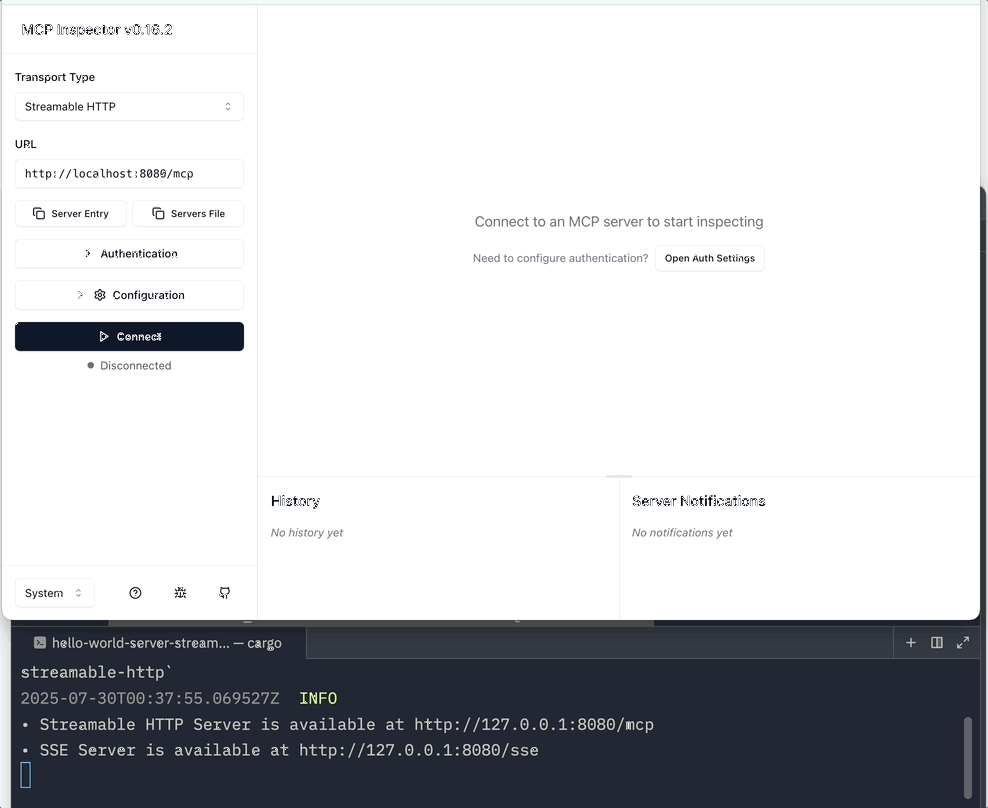 MCP Inspector v0.16.2
Transport Type
Streamable HTTP
URL
http://localhost:8080/mcp
Server Entry
Servers File
Authentication
Configuration
Connect
Disconnected
System
Connect to an MCP server to start inspecting
Need to configure authentication? Open Auth Settings
History
No history yet
Server Notifications
No notifications yet
hello-world-server-stream... — cargo
streamable-http`
2025-07-30T00:37:55.069527Z INFO
• Streamable HTTP Server is available at http://127.0.0.1:8080/mcp
• SSE Server is available at http://127.0.0.1:8080/sse